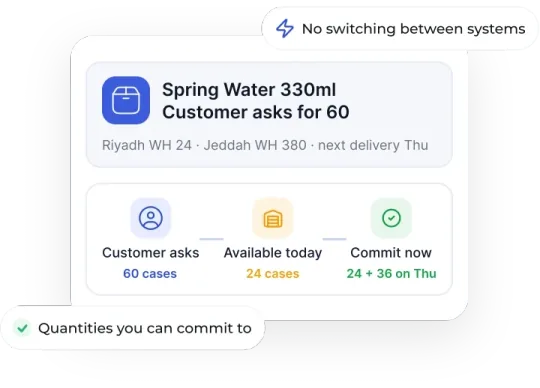 No switching between systems
Spring Water 330ml
Customer asks for 60
Riyadh WH 24 · Jeddah WH 380 · next delivery Thu
Customer asks
60 cases
Available today
24 cases
Commit now
24 + 36 on Thu
Quantities you can commit to